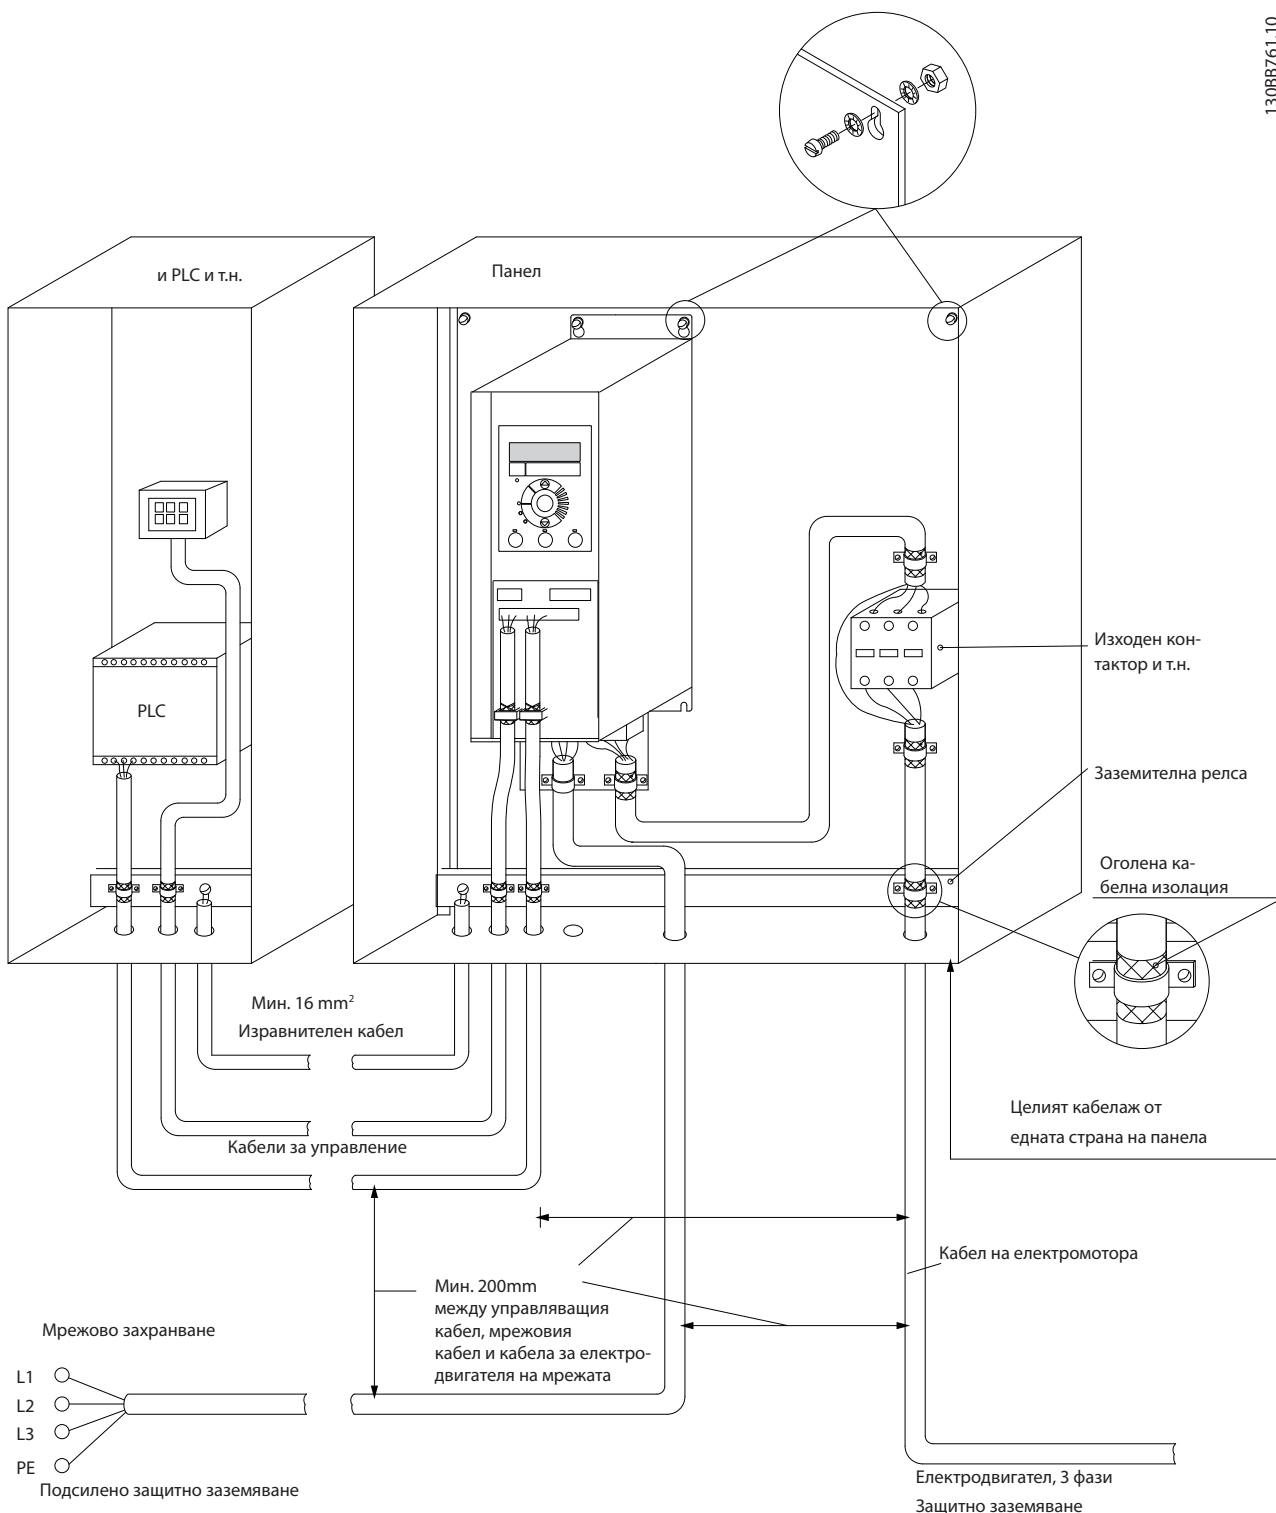 130BB761.10
и PLC и т.н.
Панел
PLC
Изходен кон-
тактор и т.н.
Заземителна релса
Оголена ка-
белна изолация
Мин. 16 mm²
Изравнителен кабел
Целият кабелаж от
едната страна на панела
Кабели за управление
Кабел на електромотора
Мин. 200mm
между управляващия
кабел, мрежовия
кабел и кабела за електро-
двигателя на мрежата
Мрежово захранване
L1
L2
L3
PE
Подсилено защитно заземяване
Електродвигател, 3 фази
Защитно заземяване